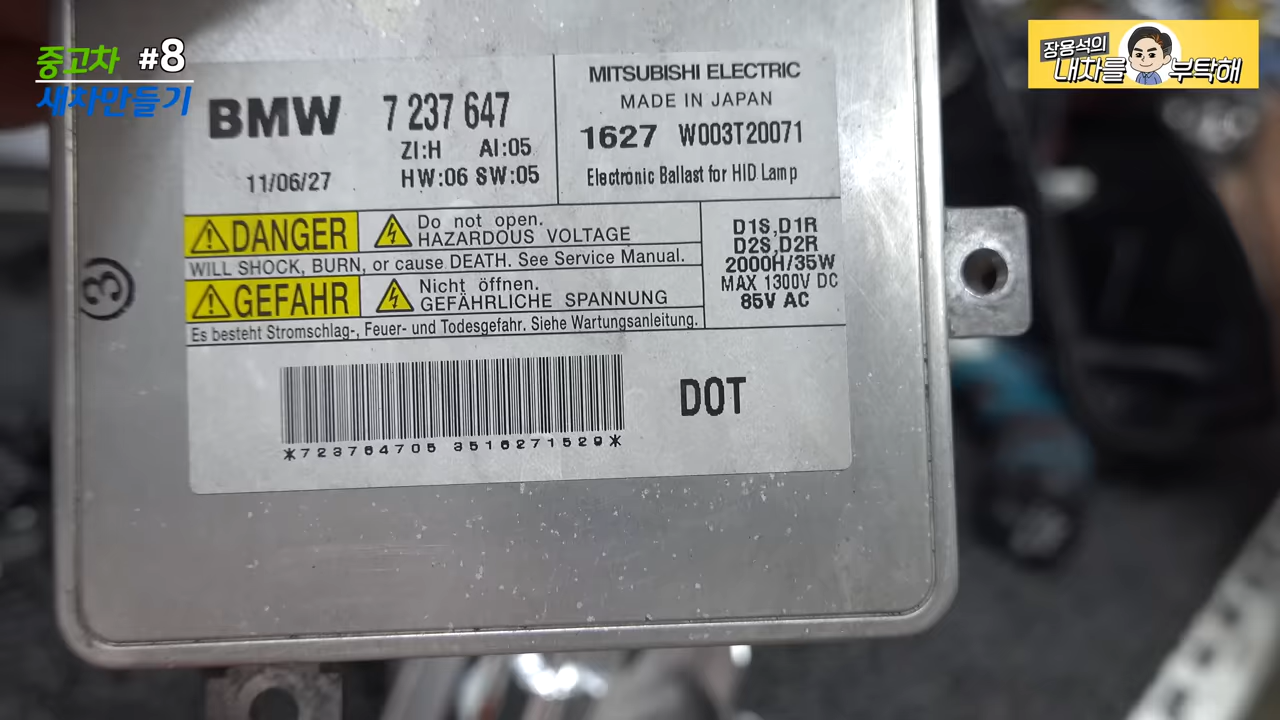 중고차 #8
새차만들기
장용석의
내차를 부탁해
BMW 7 237 647
ZI:H AI:05
11/06/27 HW:06 SW:05
MITSUBISHI ELECTRIC
MADE IN JAPAN
1627 W003T20071
Electronic Ballast for HID Lamp
DANGER Do not open.
HAZARDOUS VOLTAGE
WILL SHOCK, BURN, or cause DEATH. See Service Manual.
GEFAHR Nicht öffnen.
GEFÄHRLICHE SPANNUNG
Es besteht Stromschlag-, Feuer- und Todesgefahr. Siehe Wartungsanleitung.
D1S,D1R
D2S,D2R
2000H/35W
MAX 1300V DC
85V AC
3
DOT
*723764705 3516271529*